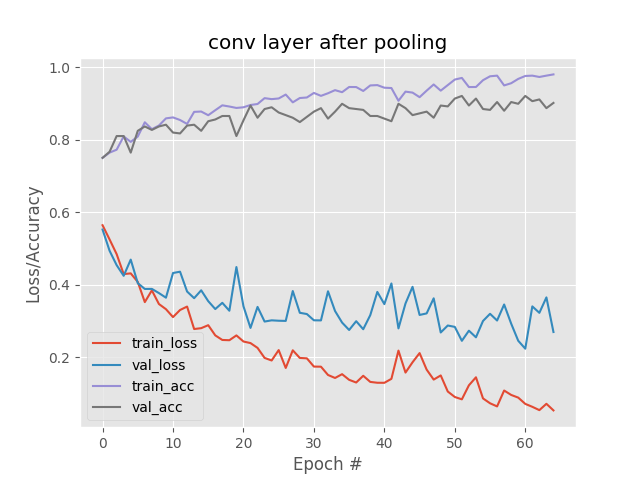 conv layer after pooling
Loss/Accuracy
1.0
0.8
0.6
0.4
0.2
train_loss
val_loss
train_acc
val_acc
0 10 20 30 40 50 60
Epoch #